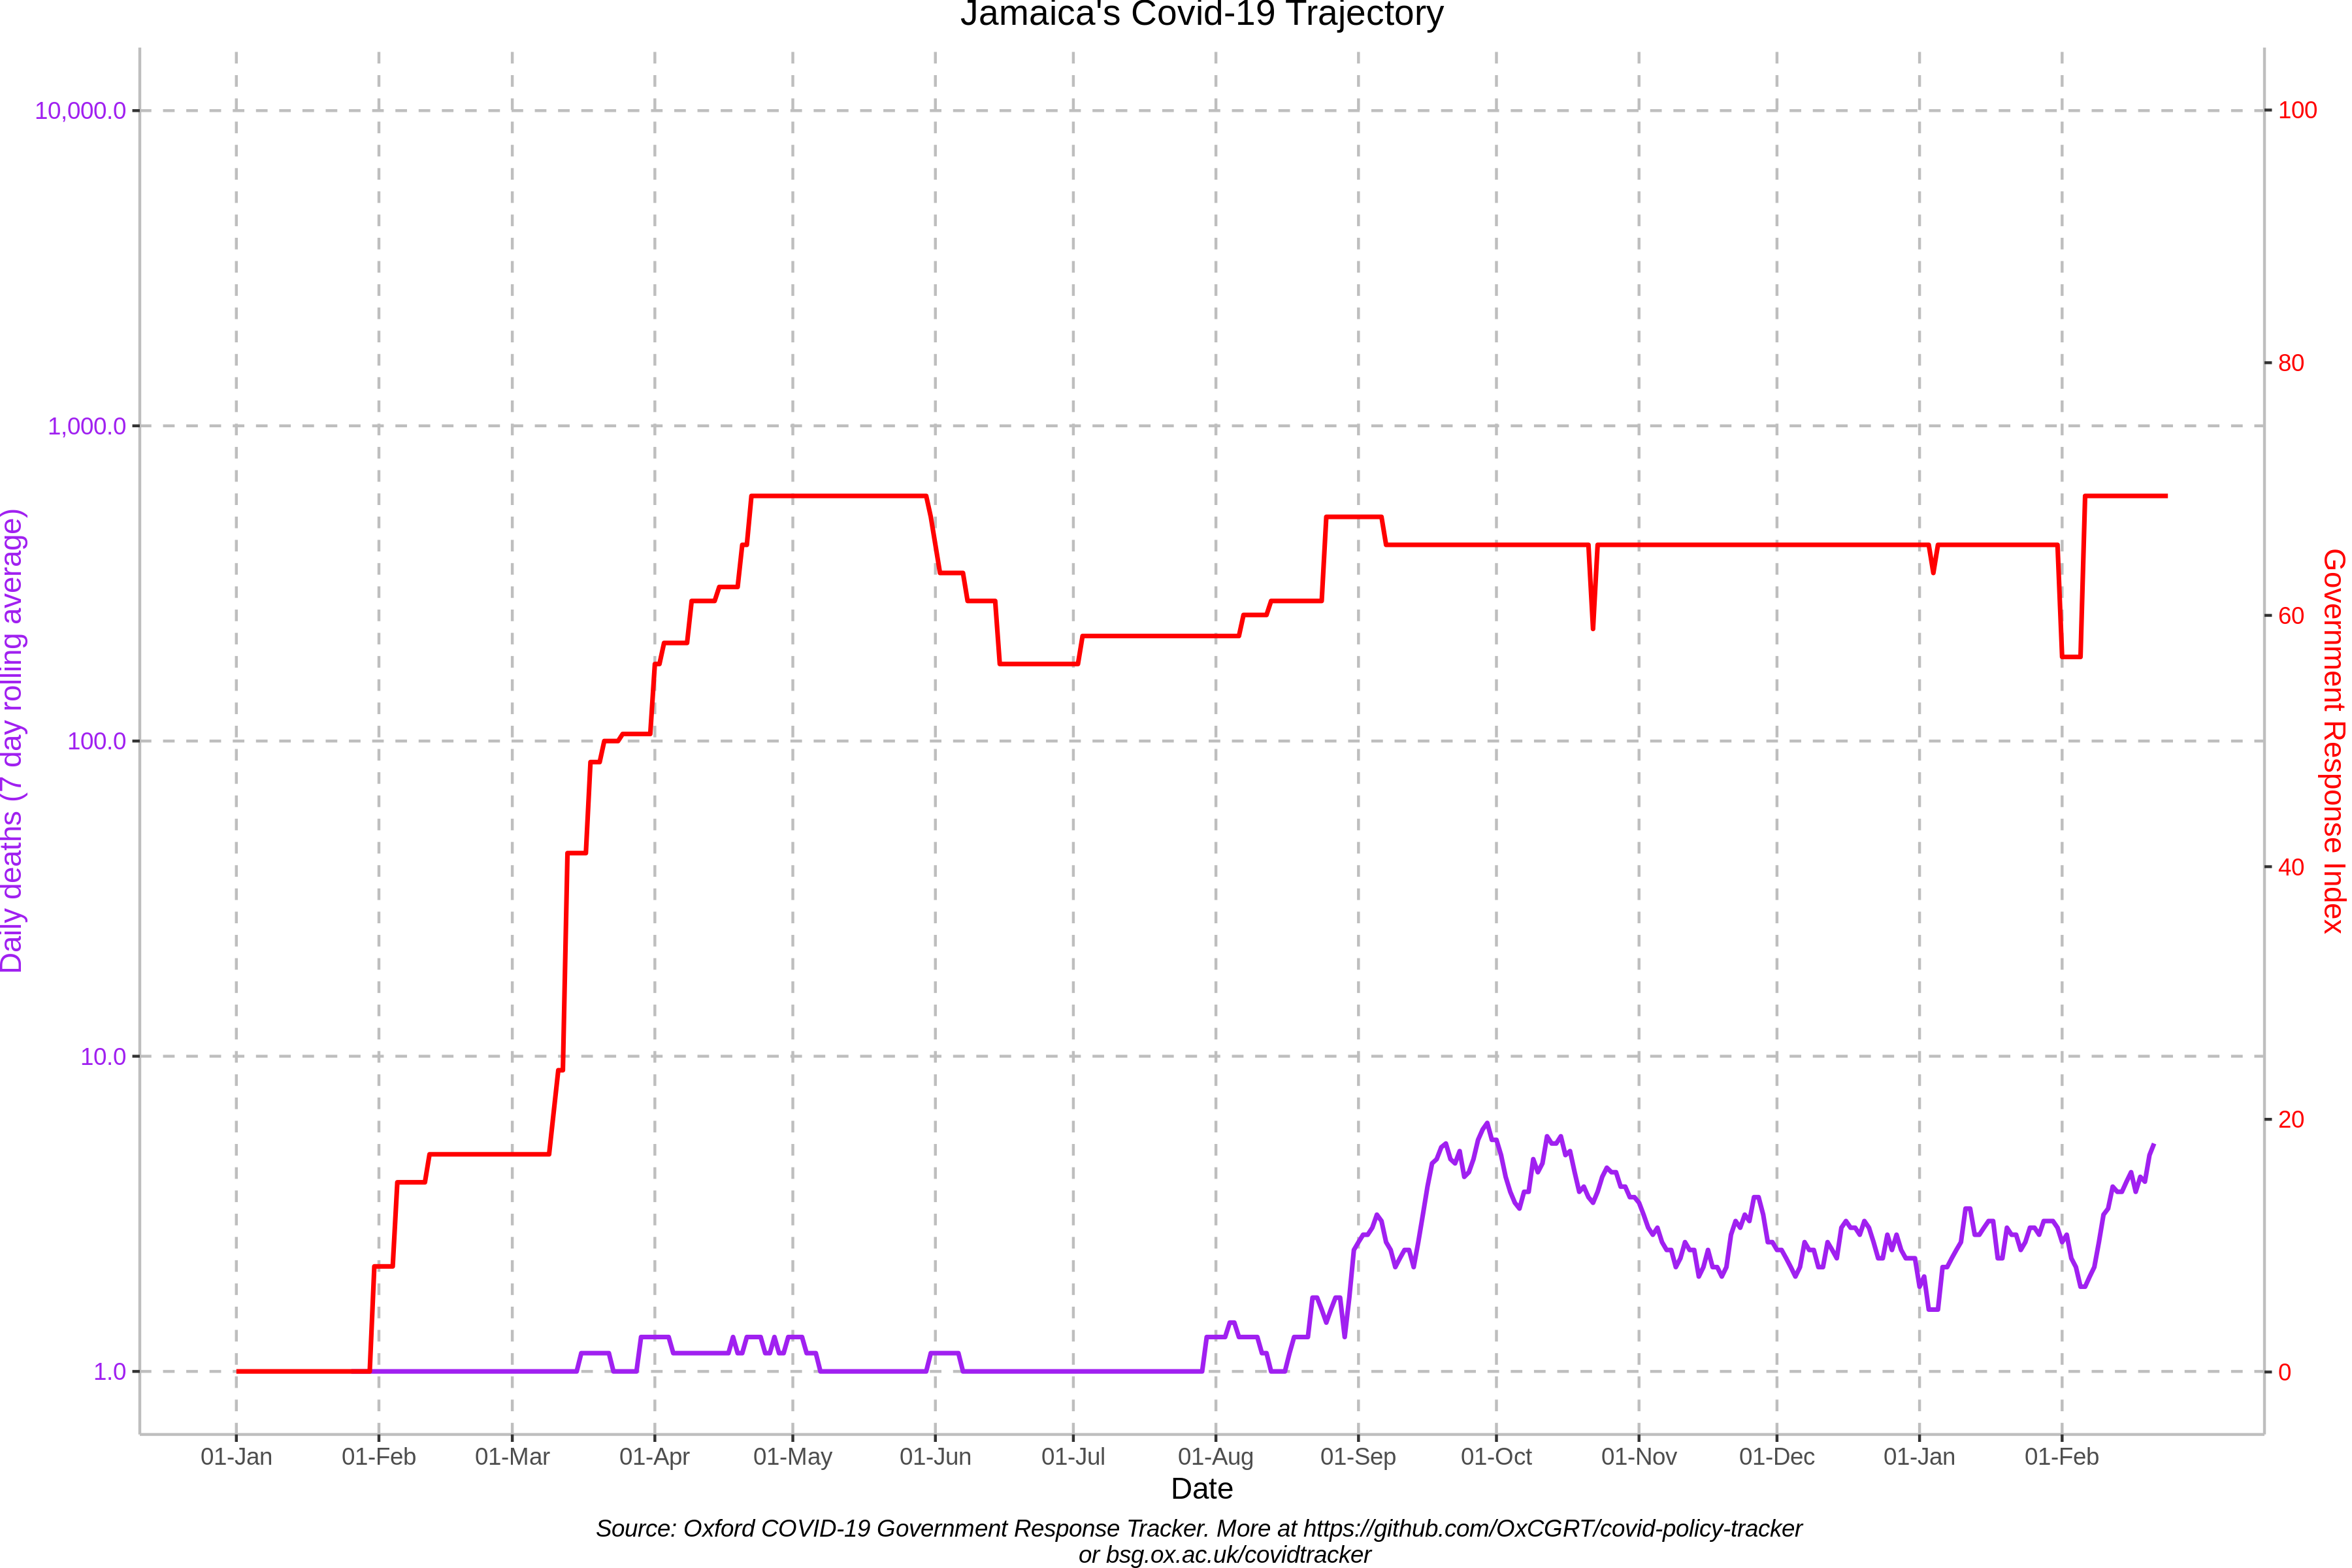 Jamaica's Covid-19 Trajectory
Daily deaths (7 day rolling average)
10,000.0
1,000.0
100.0
10.0
1.0
100
80
60
40
20
0
Government Response Index
01-Jan 01-Feb 01-Mar 01-Apr 01-May 01-Jun 01-Jul 01-Aug 01-Sep 01-Oct 01-Nov 01-Dec 01-Jan 01-Feb
Date
Source: Oxford COVID-19 Government Response Tracker. More at https://github.com/OxCGRT/covid-policy-tracker
or bsg.ox.ac.uk/covidtracker